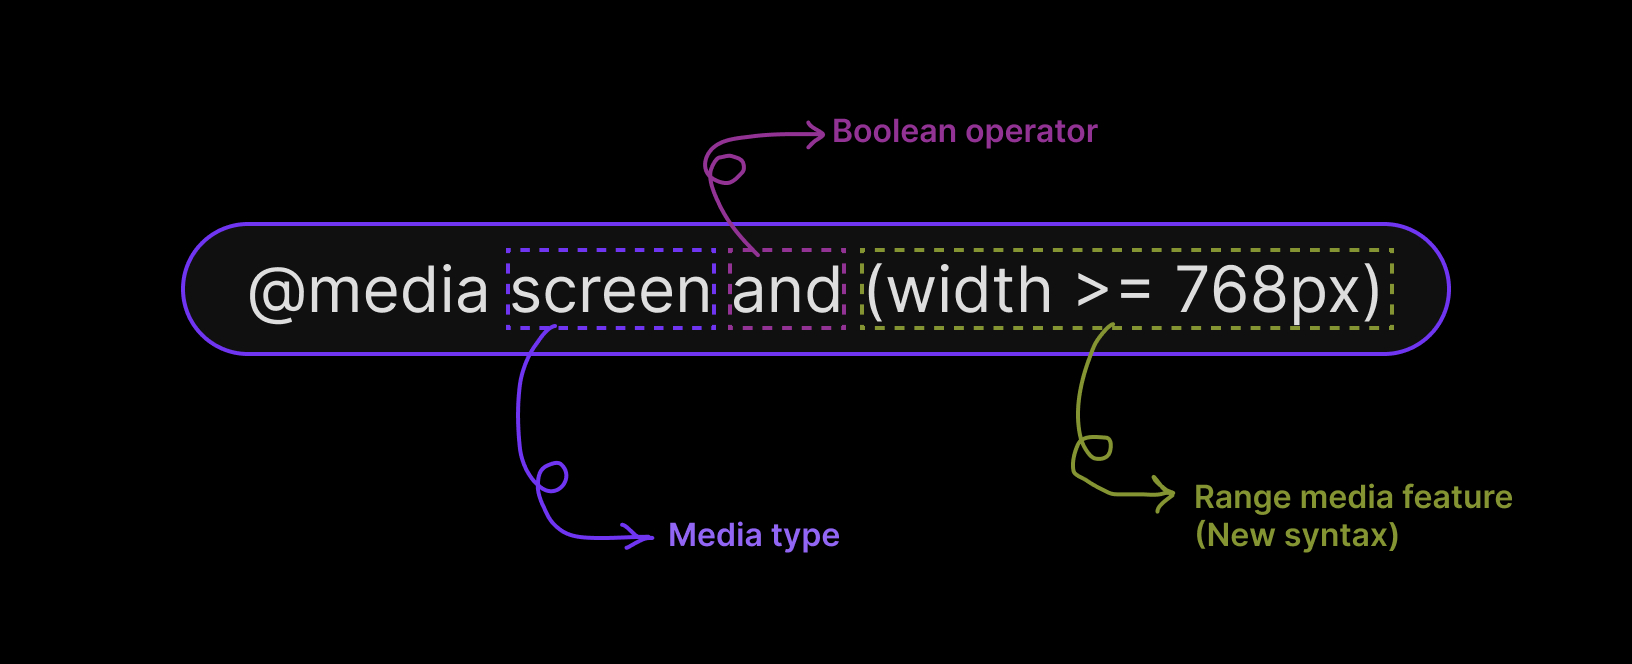 Boolean operator
@media screen and (width >= 768px)
Range media feature
(New syntax)
Media type